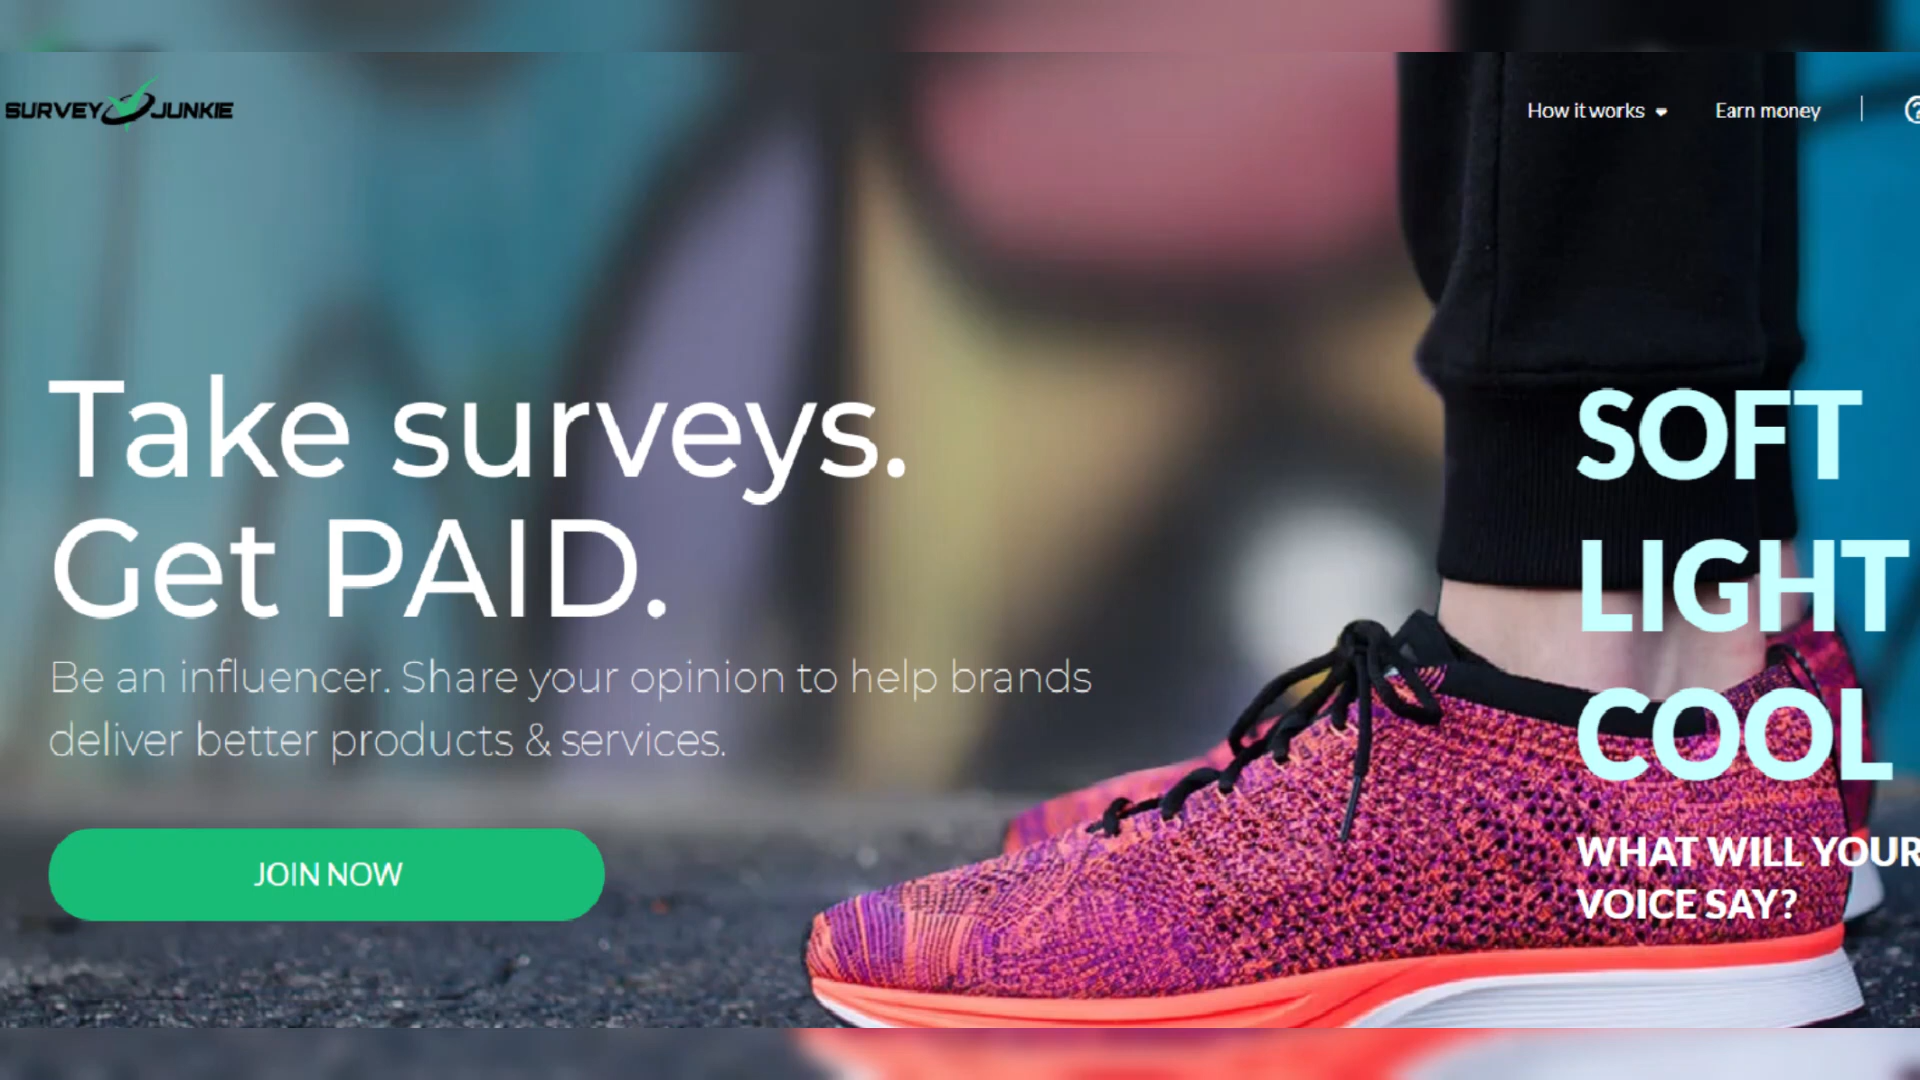 SURVEY JUNKIE
How it works
Earn money
Take surveys.
Get PAID.
Be an influencer. Share your opinion to help brands
deliver better products & services.
JOIN NOW
SOFT
LIGHT
COOL
WHAT WILL YOUR
VOICE SAY?